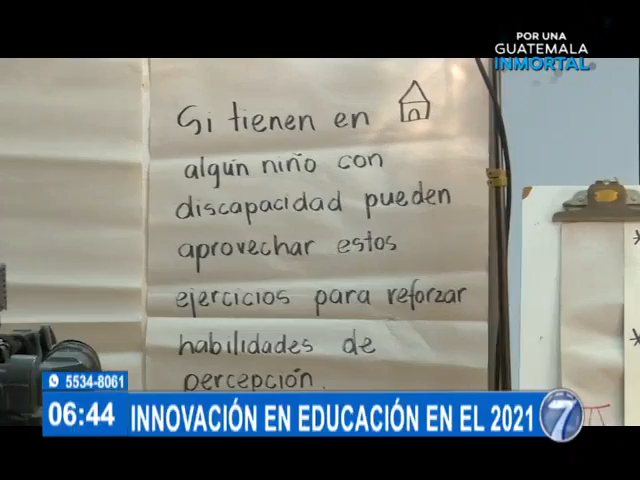 POR UNA
GUATEMALA
INMORTAL
Si tienen en
algún niño con
discapacidad pueden
aprovechar estos
ejercicios para reforzar
habilidades de
percepción.
5534-8061
06:44 INNOVACIÓN EN EDUCACIÓN EN EL 2021 7